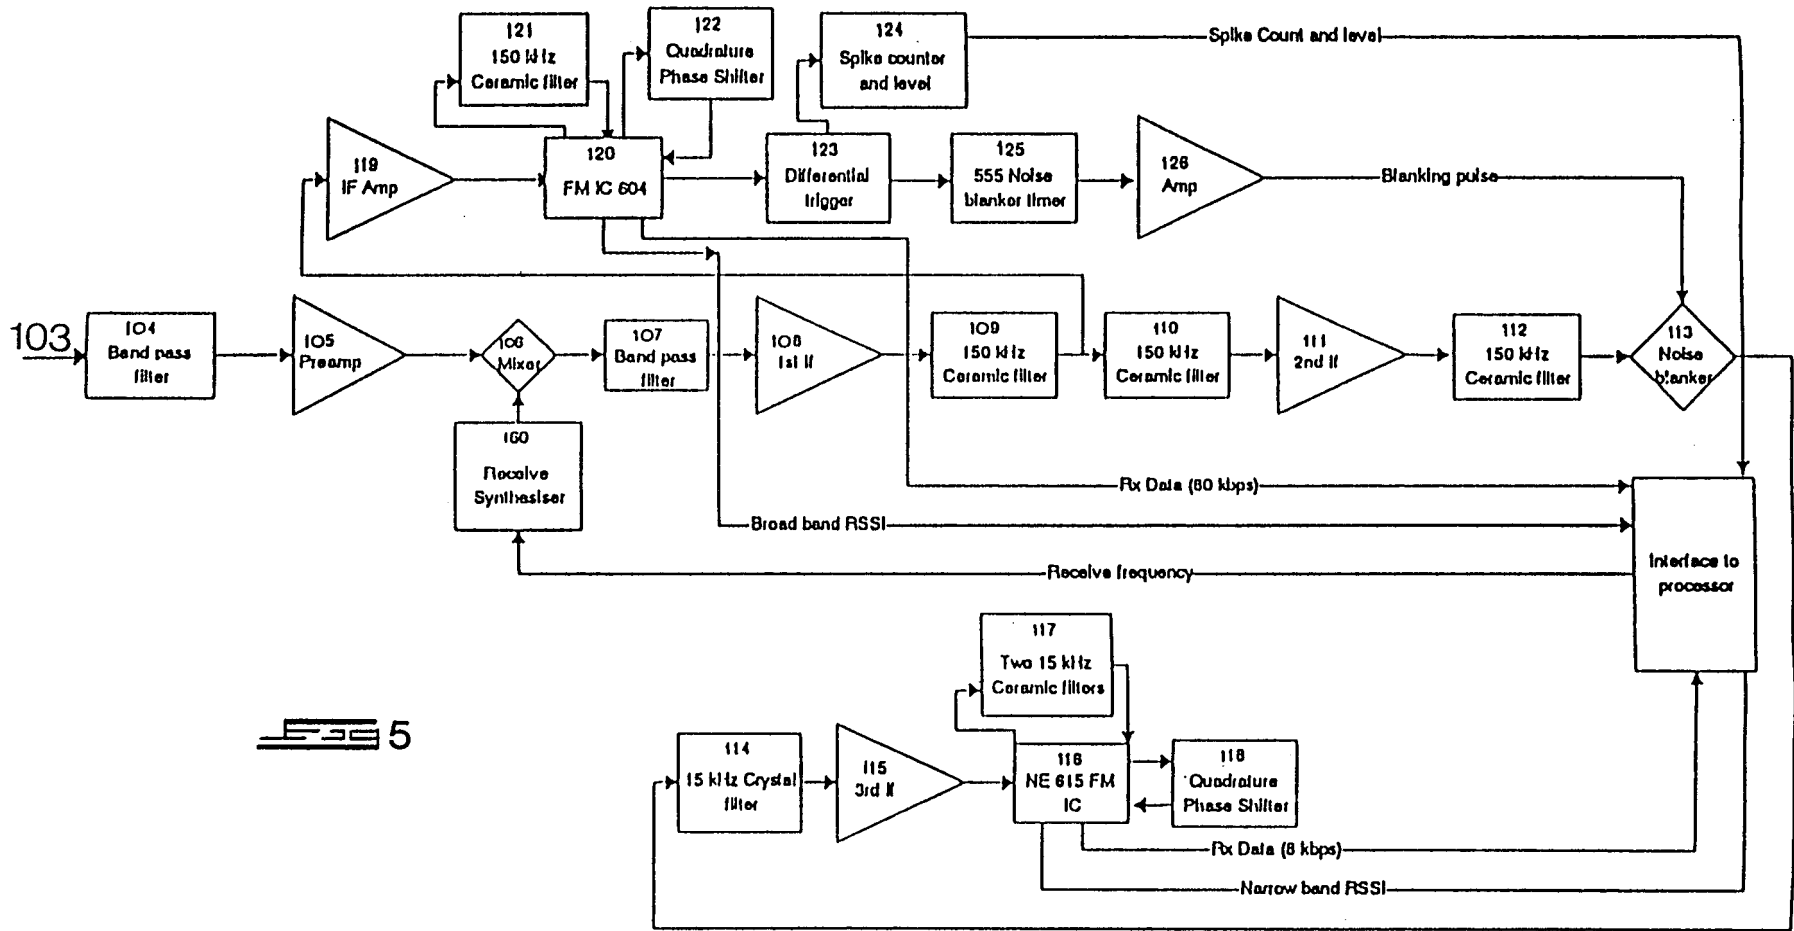 121
150 kHz
Ceramic filter
122
Quadrature
Phase Shifter
124
Spike counter
and level
Spike Count and level
119
IF Amp
120
FM IC 604
123
Differential
trigger
125
555 Noise
blanker timer
126
Amp
Blanking pulse
103
104
Band pass
filter
105
Preamp
106
Mixer
107
Band pass
filter
108
1st If
109
150 kHz
Ceramic filter
110
150 kHz
Ceramic filter
111
2nd If
112
150 kHz
Ceramic filter
113
Noise
blanker
160
Receive
Synthesiser
Rx Data (80 kbps)
Broad band RSSI
Receive frequency
Interface to
processor
117
Two 15 kHz
Ceramic filters
114
15 kHz Crystal
filter
115
3rd If
116
NE 615 FM
IC
118
Quadrature
Phase Shifter
Rx Data (8 kbps)
Narrow band RSSI
5